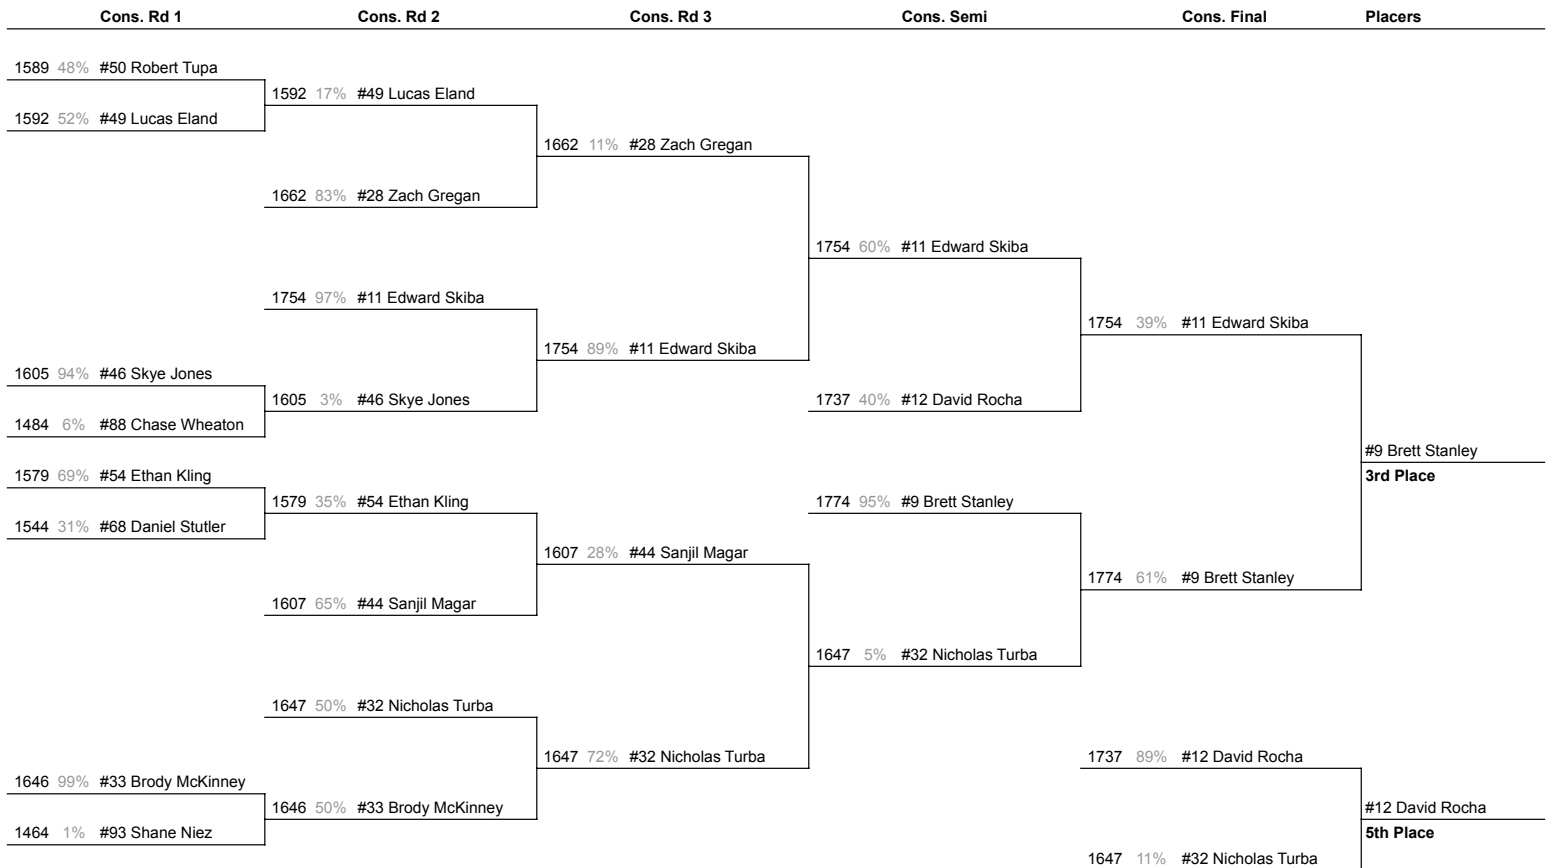 Cons. Rd 1 Cons. Rd 2 Cons. Rd 3 Cons. Semi Cons. Final Placers
1589 48% #50 Robert Tupa
1592 17% #49 Lucas Eland
1592 52% #49 Lucas Eland
1662 11% #28 Zach Gregan
1662 83% #28 Zach Gregan
1754 60% #11 Edward Skiba
1754 97% #11 Edward Skiba
1754 39% #11 Edward Skiba
1754 89% #11 Edward Skiba
1605 94% #46 Skye Jones
1605 3% #46 Skye Jones
1737 40% #12 David Rocha
1484 6% #88 Chase Wheaton
#9 Brett Stanley
1579 69% #54 Ethan Kling
3rd Place
1579 35% #54 Ethan Kling
1774 95% #9 Brett Stanley
1544 31% #68 Daniel Stutler
1607 28% #44 Sanjil Magar
1774 61% #9 Brett Stanley
1607 65% #44 Sanjil Magar
1647 5% #32 Nicholas Turba
1647 50% #32 Nicholas Turba
1647 72% #32 Nicholas Turba
1737 89% #12 David Rocha
1646 99% #33 Brody McKinney
1646 50% #33 Brody McKinney
#12 David Rocha
1464 1% #93 Shane Niez
5th Place
1647 11% #32 Nicholas Turba